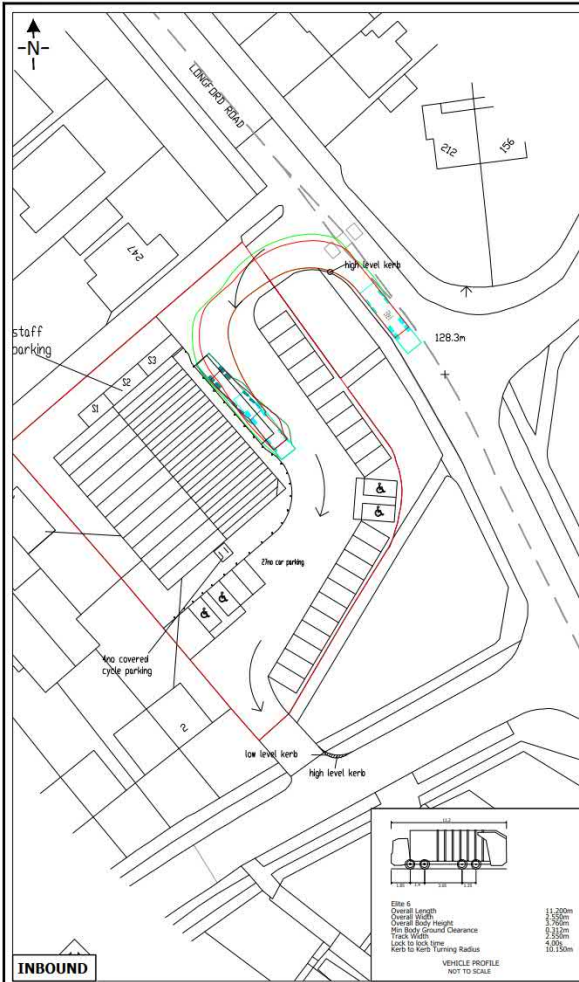 -N-
LONGFORD ROAD
212
156
247
high level kerb
128.3m
staff
parking
S3
S2
S1
27no car parking
4no covered
cycle parking
2
low level kerb
high level kerb
11.2
Elite 6
Overall Length 11.200m
Overall Width 2.550m
Overall Body Height 3.760m
Min Body Ground Clearance 0.312m
Track Width 2.550m
Lock to lock time 4.00s
Kerb to Kerb Turning Radius 10.150m
VEHICLE PROFILE
NOT TO SCALE
INBOUND